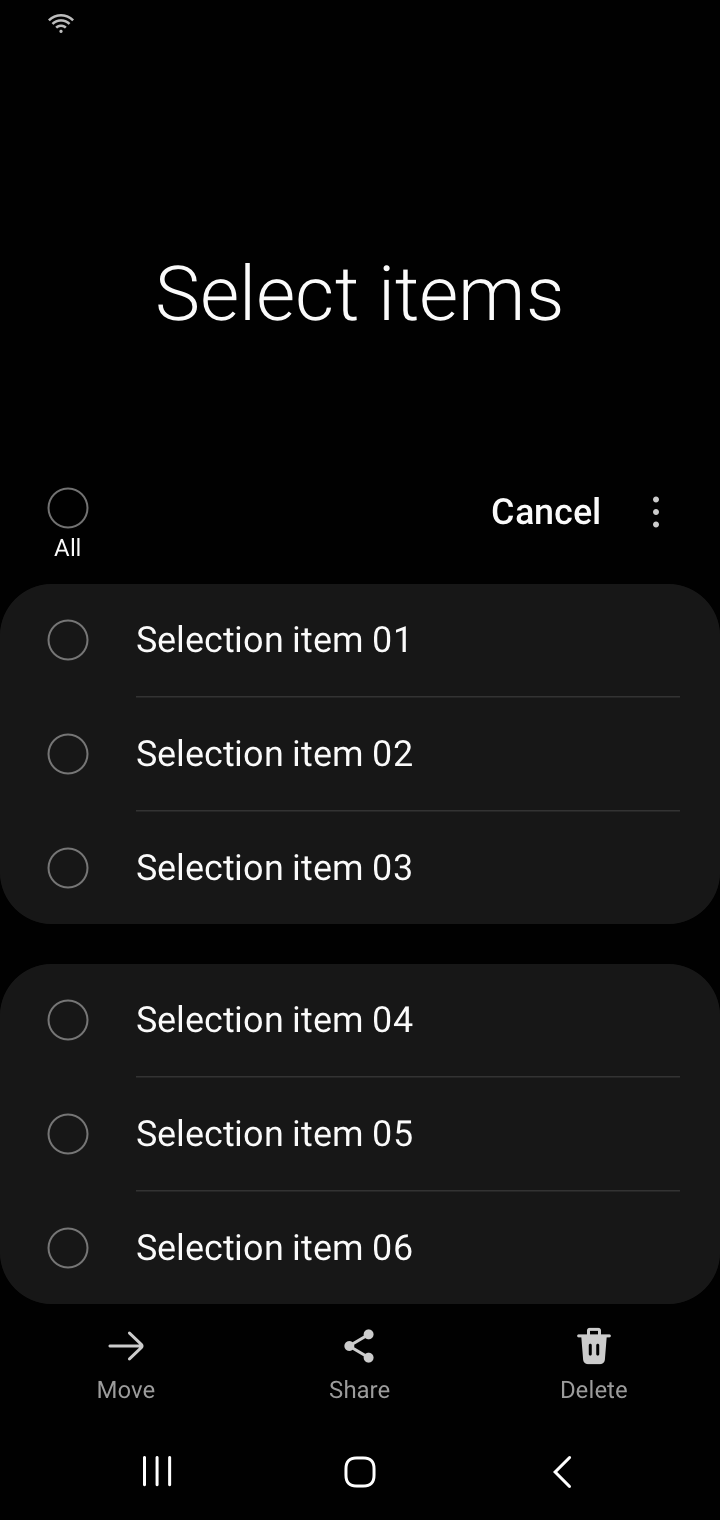 Select items
All
Cancel
Selection item 01
Selection item 02
Selection item 03
Selection item 04
Selection item 05
Selection item 06
Move
Share
Delete